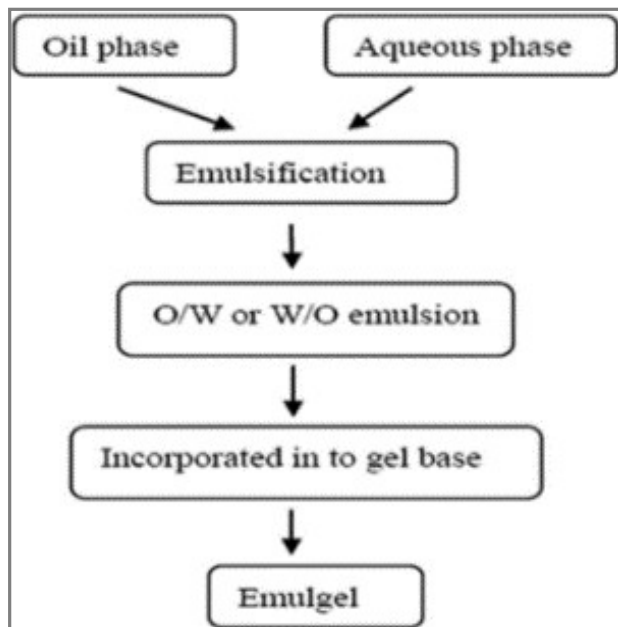 Oil phase
Aqueous phase
Emulsification
O/W or W/O emulsion
Incorporated in to gel base
Emulgel